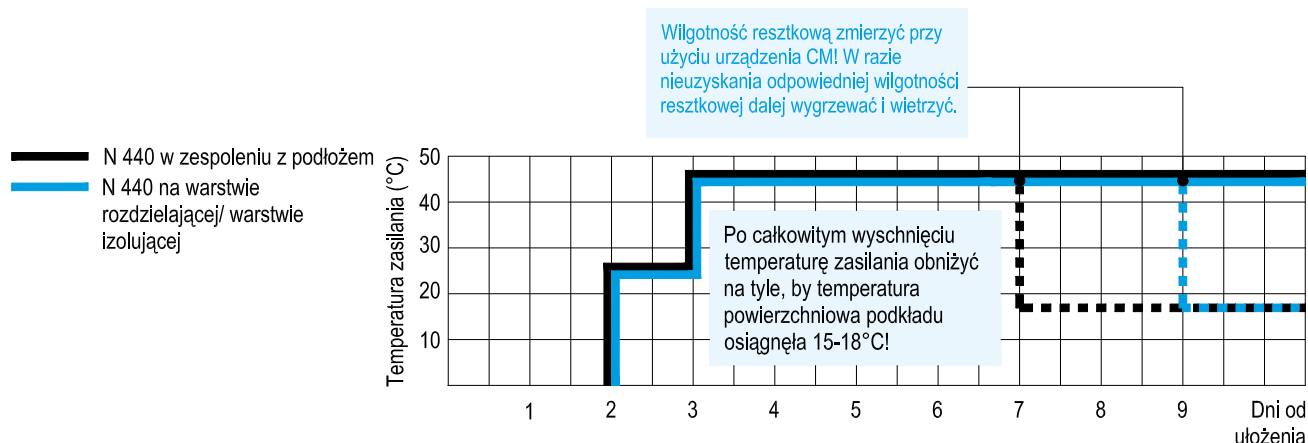 Wilgotność resztkową zmierzyć przy
użyciu urządzenia CM! W razie
nieuzyskania odpowiedniej wilgotności
resztkowej dalej wygrzewać i wietrzyć.
N 440 w zespoleniu z podłożem
N 440 na warstwie
rozdzielającej/ warstwie
izolującej
Temperatura zasilania (°C)
50
40
30
20
10
Po całkowitym wyschnięciu
temperaturę zasilania obniżyć
na tyle, by temperatura
powierzchniowa podkładu
osiągnęła 15-18°C!
1 2 3 4 5 6 7 8 9 Dni od
ułożenia